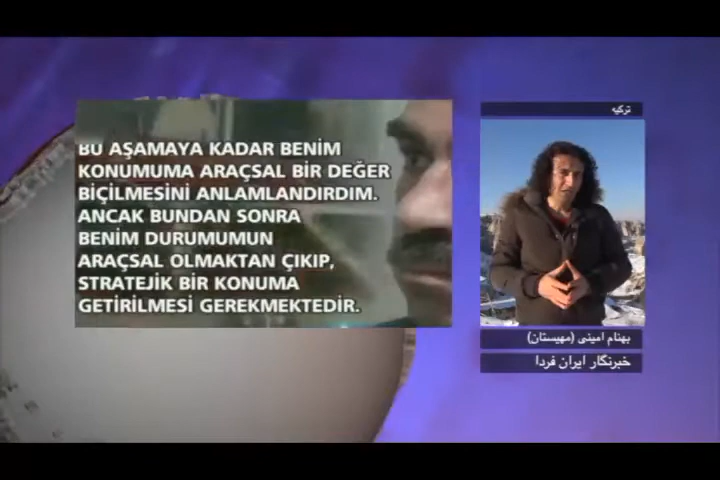 BU AŞAMAYA KADAR BENİM
KONUMUMA ARAÇSAL BİR DEĞER
BİÇİLMESİNİ ANLAMLANDIRDIM.
ANCAK BUNDAN SONRA
BENİM DURUMUMUN
ARAÇSAL OLMAKTAN ÇIKIP,
STRATEJİK BİR KONUMA
GETİRİLMESİ GEREKMEKTEDİR.
ترکیه
بهنام امینی (مهیستان)
خبرنگار ایران فردا